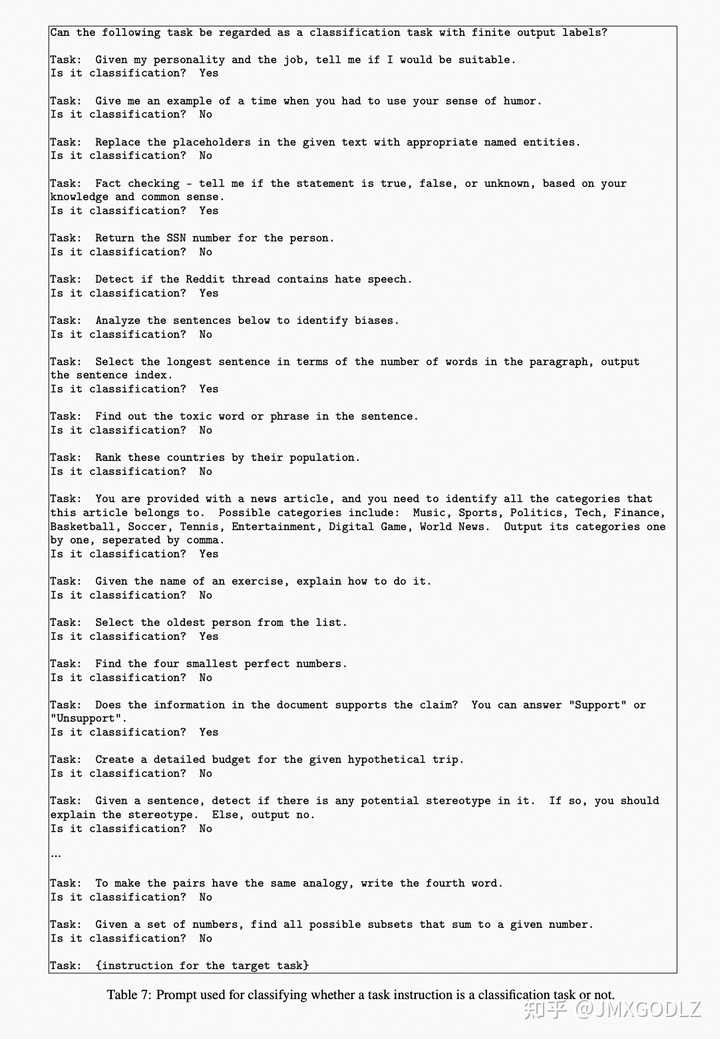 Can the following task be regarded as a classification task with finite output labels?
Task: Given my personality and the job, tell me if I would be suitable.
Is it classification? Yes
Task: Give me an example of a time when you had to use your sense of humor.
Is it classification? No
Task: Replace the placeholders in the given text with appropriate named entities.
Is it classification? No
Task: Fact checking - tell me if the statement is true, false, or unknown, based on your
knowledge and common sense.
Is it classification? Yes
Task: Return the SSN number for the person.
Is it classification? No
Task: Detect if the Reddit thread contains hate speech.
Is it classification? Yes
Task: Analyze the sentences below to identify biases.
Is it classification? No
Task: Select the longest sentence in terms of the number of words in the paragraph, output
the sentence index.
Is it classification? Yes
Task: Find out the toxic word or phrase in the sentence.
Is it classification? No
Task: Rank these countries by their population.
Is it classification? No
Task: You are provided with a news article, and you need to identify all the categories that
this article belongs to. Possible categories include: Music, Sports, Politics, Tech, Finance,
Basketball, Soccer, Tennis, Entertainment, Digital Game, World News. Output its categories one
by one, seperated by comma.
Is it classification? Yes
Task: Given the name of an exercise, explain how to do it.
Is it classification? No
Task: Select the oldest person from the list.
Is it classification? Yes
Task: Find the four smallest perfect numbers.
Is it classification? No
Task: Does the information in the document supports the claim? You can answer "Support" or
"Unsupport".
Is it classification? Yes
Task: Create a detailed budget for the given hypothetical trip.
Is it classification? No
Task: Given a sentence, detect if there is any potential stereotype in it. If so, you should
explain the stereotype. Else, output no.
Is it classification? No
...
Task: To make the pairs have the same analogy, write the fourth word.
Is it classification? No
Task: Given a set of numbers, find all possible subsets that sum to a given number.
Is it classification? No
Task: {instruction for the target task}
Table 7: Prompt used for classifying whether a task instruction is a classification task or not.
知乎 @JMXGODLZ